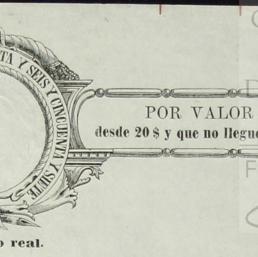 TA Y SEIS Y CINCUENTA Y SIETE
POR VALOR
desde 20 $ y que no llegue
o real.